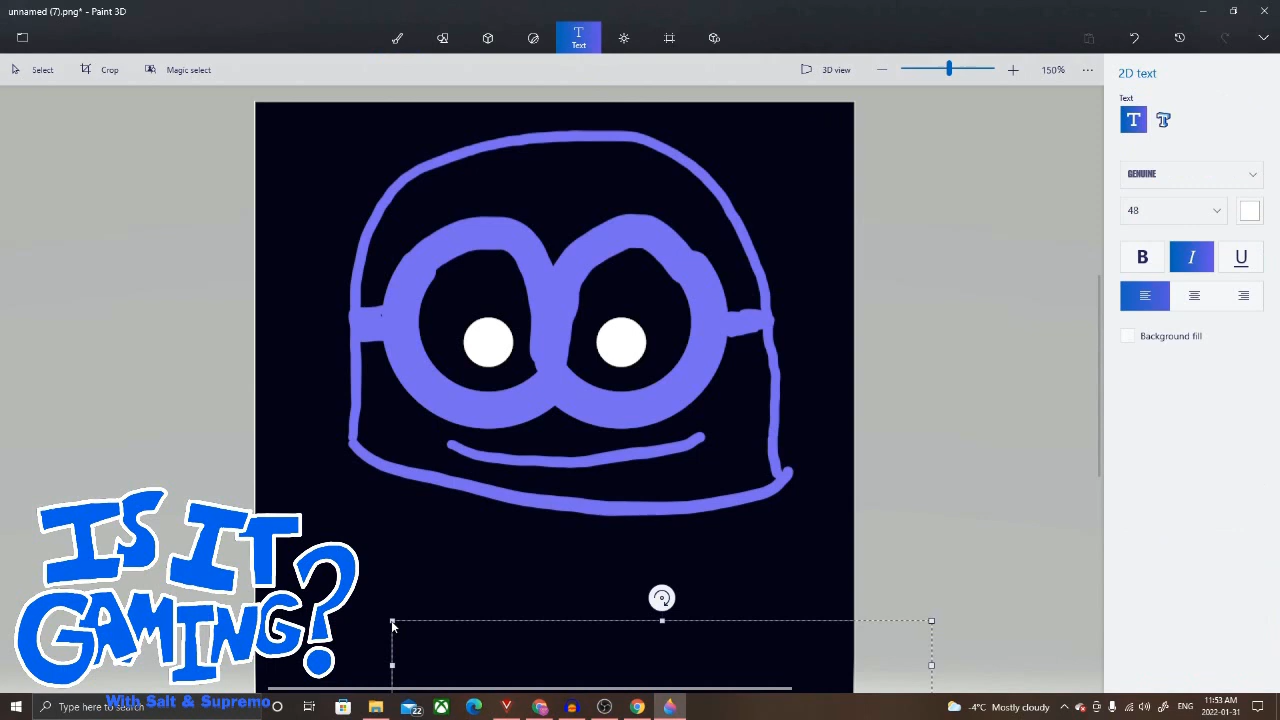 unnamed (7).png* - Paint 3D
Text
Select
Crop
Magic select
3D view
150%
2D text
Text
T
GENUINE
48
B
I
U
Background fill
IS IT
GAMING?
With Salt & Supremo
Type here to search
22
-4°C Mostly cloudy
ENG
11:53 AM
2022-01-31